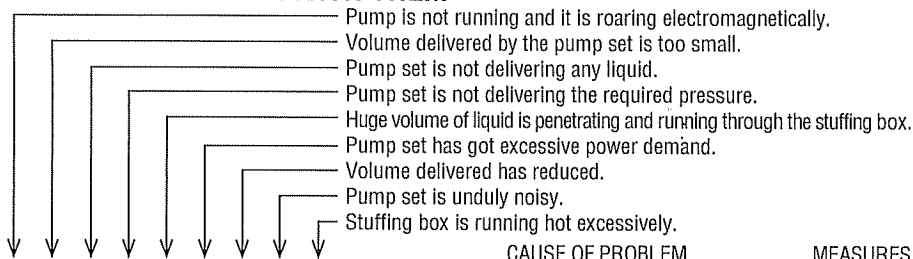 Pump is not running and it is roaring electromagnetically.
Volume delivered by the pump set is too small.
Pump set is not delivering any liquid.
Pump set is not delivering the required pressure.
Huge volume of liquid is penetrating and running through the stuffing box.
Pump set has got excessive power demand.
Volume delivered has reduced.
Pump set is unduly noisy.
Stuffing box is running hot excessively.
CAUSE OF PROBLEM MEASURES